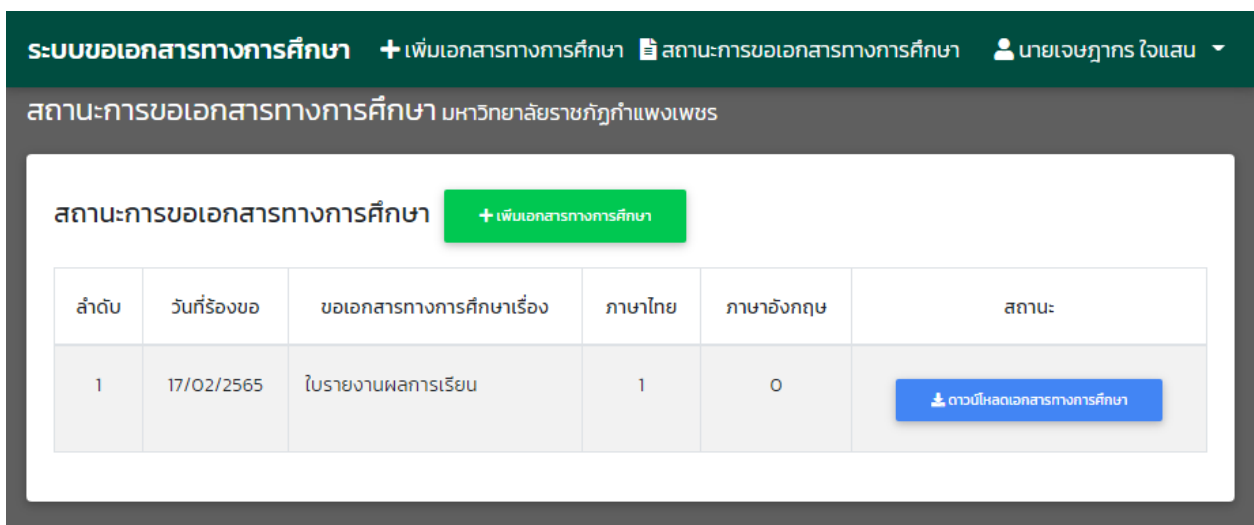 ระบบขอเอกสารทางการศึกษา เพิ่มเอกสารทางการศึกษา สถานะการขอเอกสารทางการศึกษา นายเจษฎากร ใจแสน
สถานะการขอเอกสารทางการศึกษา มหาวิทยาลัยราชภัฏกำแพงเพชร
สถานะการขอเอกสารทางการศึกษา เพิ่มเอกสารทางการศึกษา
ลำดับ วันที่ร้องขอ ขอเอกสารทางการศึกษาเรื่อง ภาษาไทย ภาษาอังกฤษ สถานะ
1 17/02/2565 ใบรายงานผลการเรียน 1 0 ดาวน์โหลดเอกสารทางการศึกษา